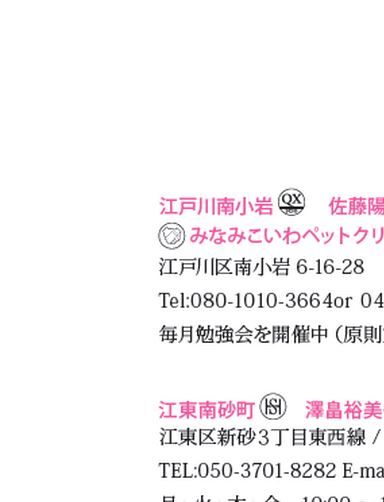 江戸川南小岩 QX 佐藤陽
みなみこいわペットクリ
江戸川区南小岩 6-16-28
Tel:080-1010-3664or 04
毎月勉強会を開催中（原則
江東南砂町 澤畠裕美
江東区新砂3丁目東西線 /
TEL:050-3701-8282 E-ma